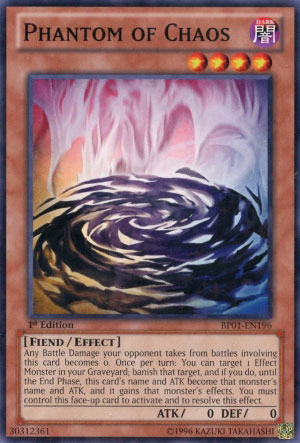 PHANTOM OF CHAOS
DARK
闇
1st Edition
BP01-EN196
[FIEND / EFFECT]
Any Battle Damage your opponent takes from battles involving
this card becomes 0. Once per turn: You can target 1 Effect
Monster in your Graveyard; banish that target, and if you do, until
the End Phase, this card's name and ATK become that monster's
name and ATK, and it gains that monster's effects. You must
control this face-up card to activate and to resolve this effect.
ATK/ 0 DEF/ 0
30312361
©1996 KAZUKI TAKAHASHI